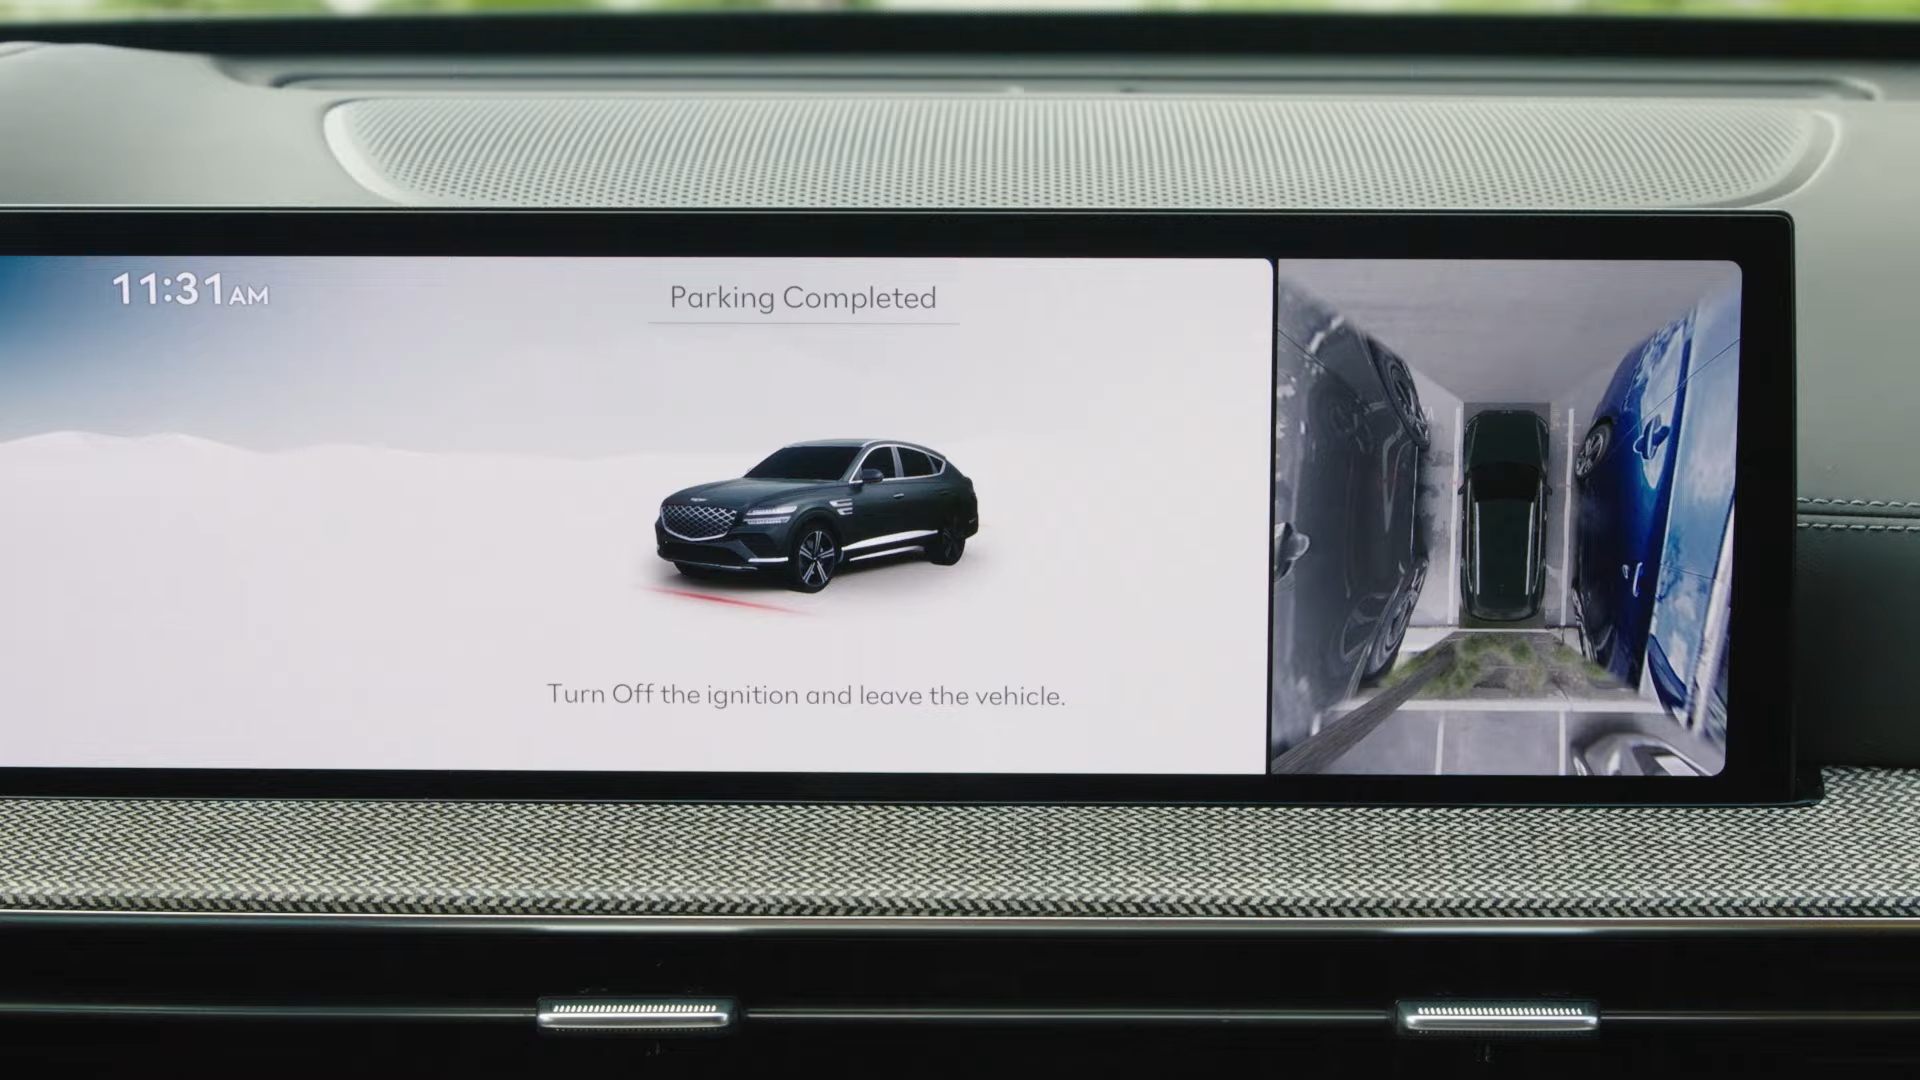 11:31AM
Parking Completed
Turn Off the ignition and leave the vehicle.